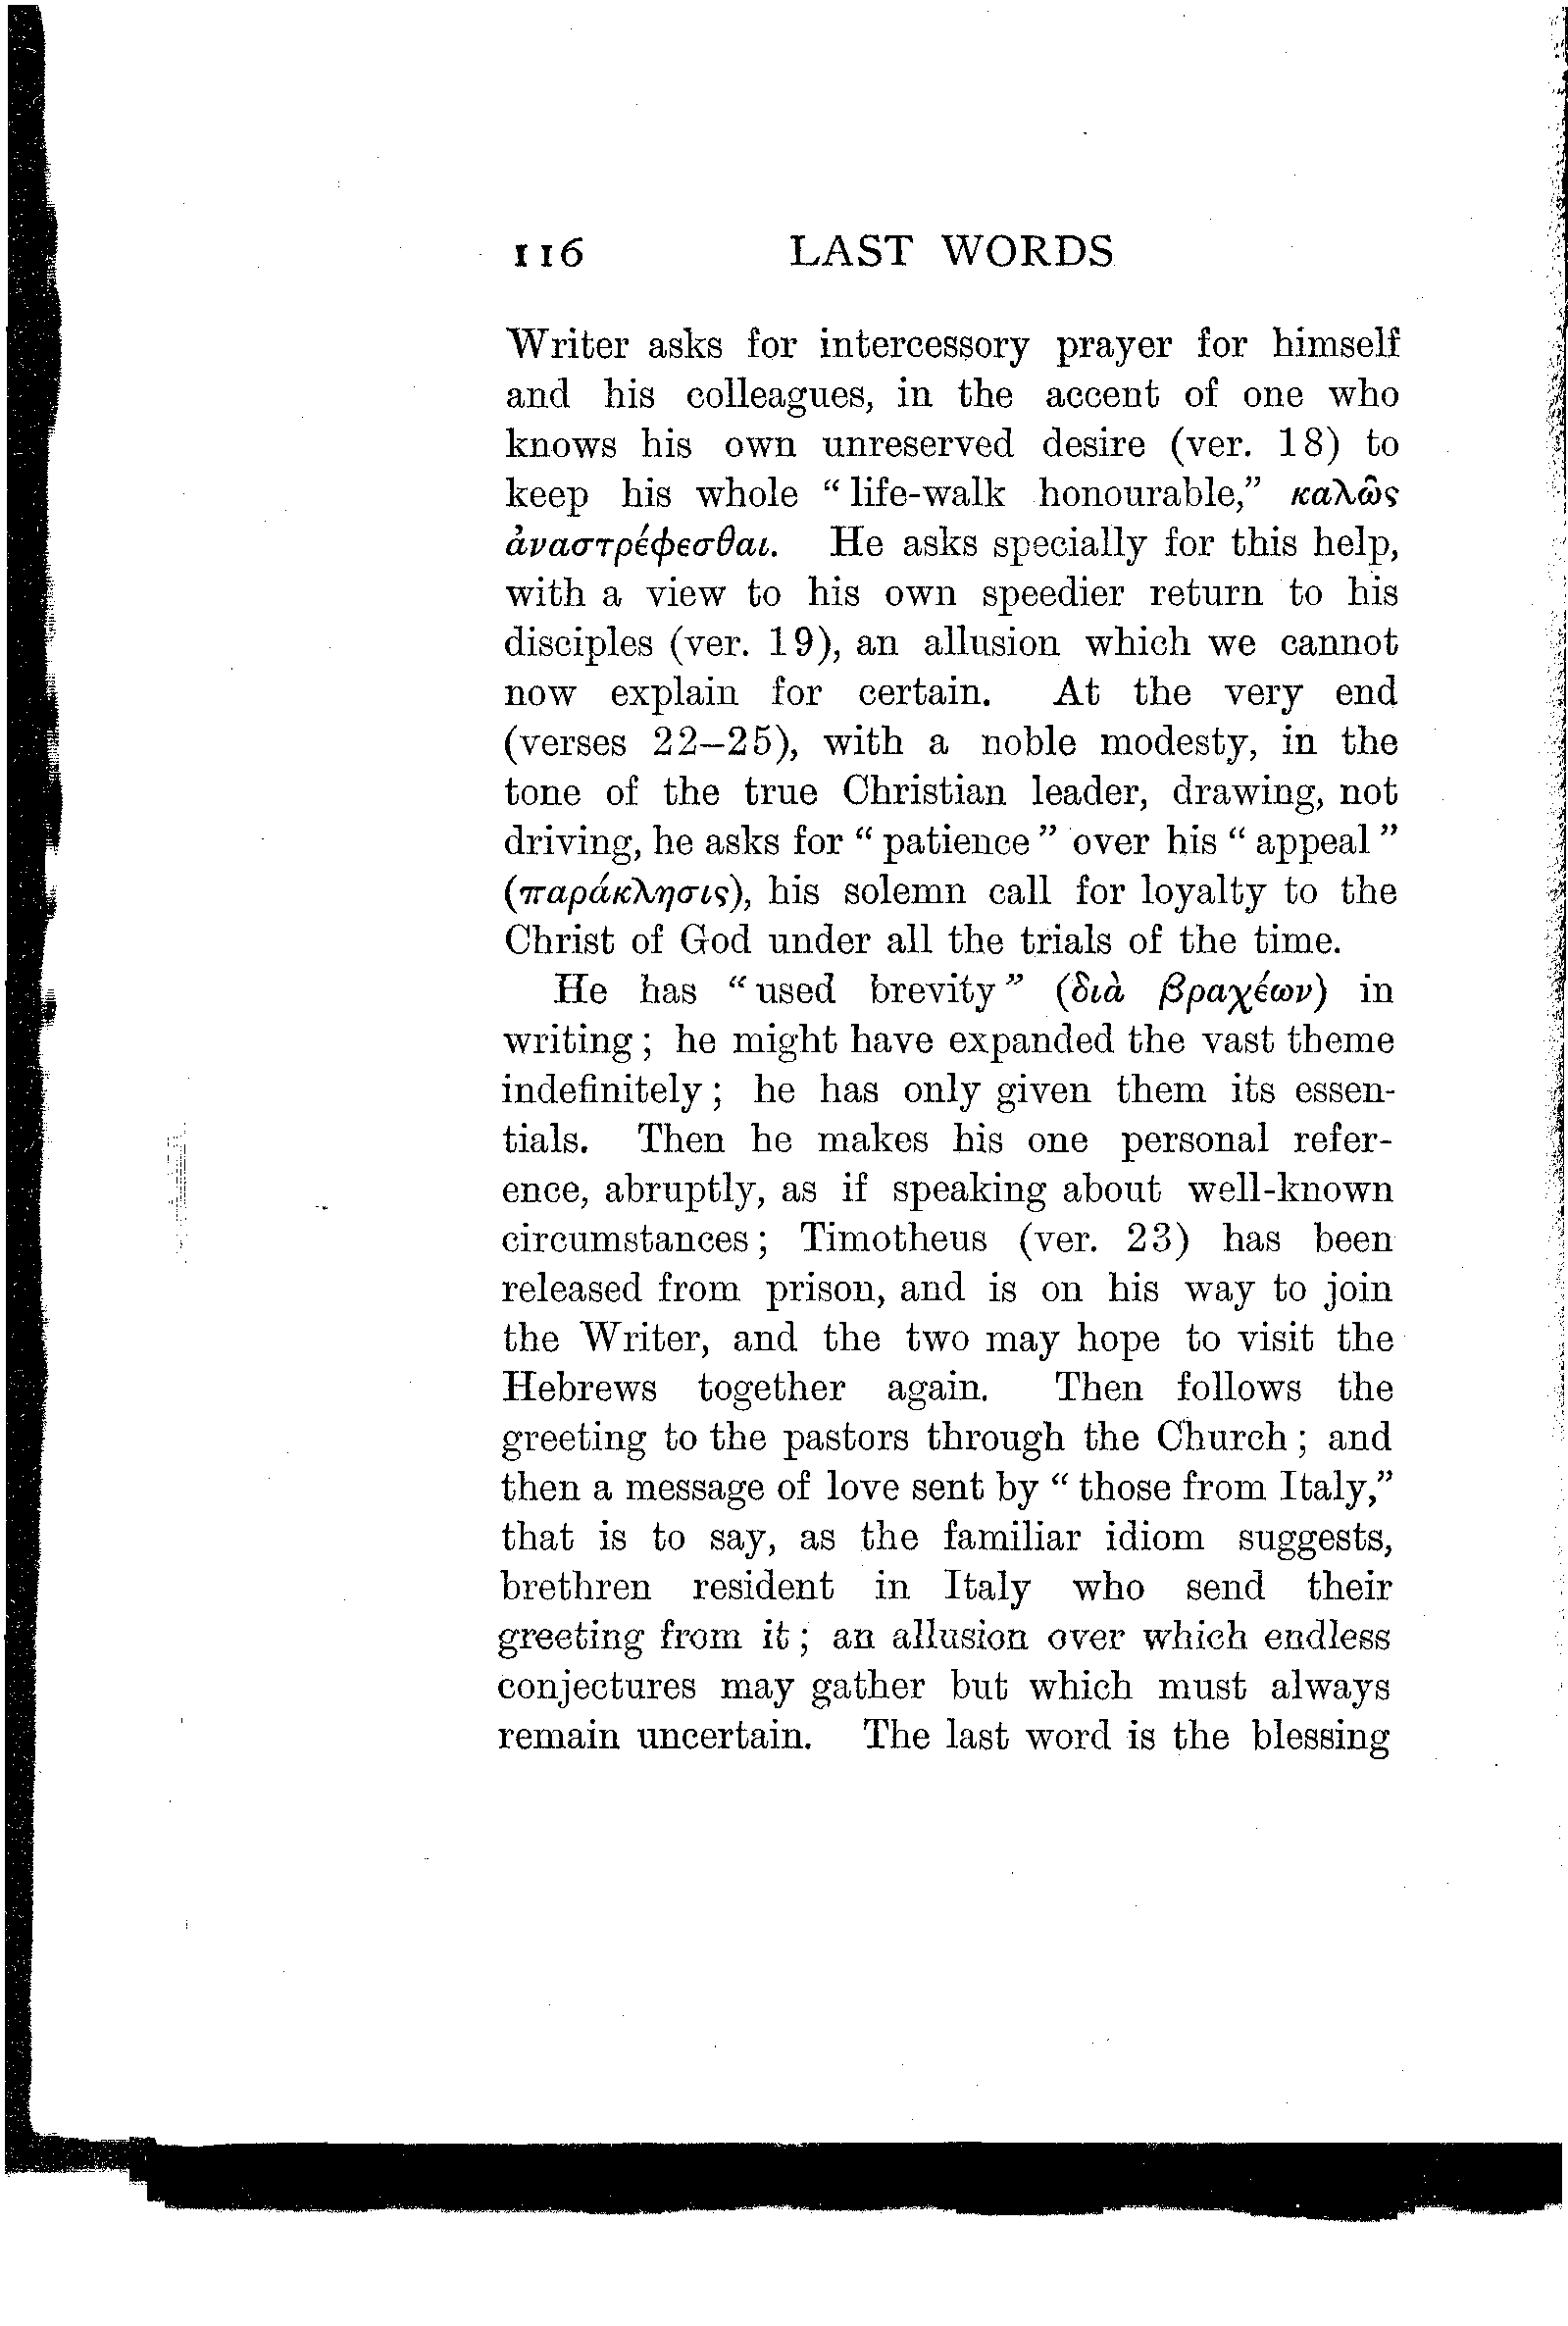 116 LAST WORDS
Writer asks for intercessory prayer for himself
and his colleagues, in the accent of one who
knows his own unreserved desire (ver. 18) to
keep his whole “life-walk honourable,” καλῶς
ἀναστρέφεσθαι. He asks specially for this help,
with a view to his own speedier return to his
disciples (ver. 19), an allusion which we cannot
now explain for certain. At the very end
(verses 22–25), with a noble modesty, in the
tone of the true Christian leader, drawing, not
driving, he asks for “patience” over his “appeal”
(παράκλησις), his solemn call for loyalty to the
Christ of God under all the trials of the time.
He has “used brevity” (διὰ βραχέων) in
writing; he might have expanded the vast theme
indefinitely; he has only given them its essen-
tials. Then he makes his one personal refer-
ence, abruptly, as if speaking about well-known
circumstances; Timotheus (ver. 23) has been
released from prison, and is on his way to join
the Writer, and the two may hope to visit the
Hebrews together again. Then follows the
greeting to the pastors through the Church; and
then a message of love sent by “those from Italy,”
that is to say, as the familiar idiom suggests,
brethren resident in Italy who send their
greeting from it; an allusion over which endless
conjectures may gather but which must always
remain uncertain. The last word is the blessing